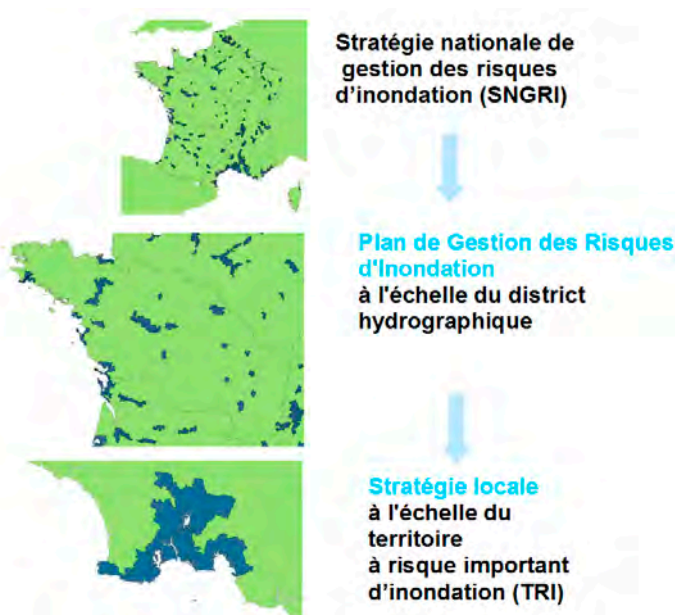 Stratégie nationale de
gestion des risques
d'inondation (SNGRI)
Plan de Gestion des Risques
d'Inondation
à l'échelle du district
hydrographique
Stratégie locale
à l'échelle du
territoire
à risque important
d'inondation (TRI)